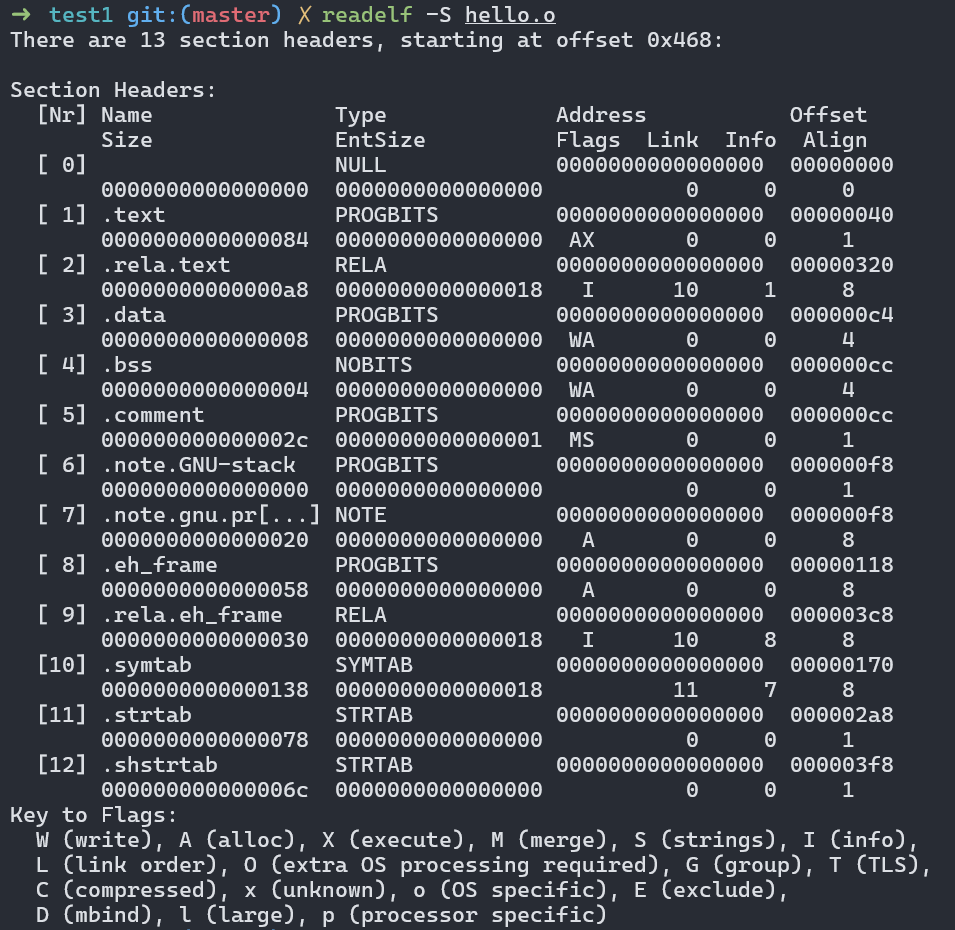 ➜ test1 git:(master) ✗ readelf -S hello.o
There are 13 section headers, starting at offset 0x468:
Section Headers:
  [Nr] Name              Type             Address           Offset
       Size              EntSize          Flags  Link  Info  Align
  [ 0]                   NULL             0000000000000000  00000000
       0000000000000000  0000000000000000           0     0     0
  [ 1] .text             PROGBITS         0000000000000000  00000040
       0000000000000084  0000000000000000  AX       0     0     1
  [ 2] .rela.text        RELA             0000000000000000  00000320
       00000000000000a8  0000000000000018   I      10     1     8
  [ 3] .data             PROGBITS         0000000000000000  000000c4
       0000000000000008  0000000000000000  WA       0     0     4
  [ 4] .bss              NOBITS           0000000000000000  000000cc
       0000000000000004  0000000000000000  WA       0     0     4
  [ 5] .comment          PROGBITS         0000000000000000  000000cc
       000000000000002c  0000000000000001  MS       0     0     1
  [ 6] .note.GNU-stack   PROGBITS         0000000000000000  000000f8
       0000000000000000  0000000000000000           0     0     1
  [ 7] .note.gnu.pr[...] NOTE             0000000000000000  000000f8
       0000000000000020  0000000000000000   A       0     0     8
  [ 8] .eh_frame         PROGBITS         0000000000000000  00000118
       0000000000000058  0000000000000000   A       0     0     8
  [ 9] .rela.eh_frame    RELA             0000000000000000  000003c8
       0000000000000030  0000000000000018   I      10     8     8
  [10] .symtab           SYMTAB           0000000000000000  00000170
       0000000000000138  0000000000000018          11     7     8
  [11] .strtab           STRTAB           0000000000000000  000002a8
       0000000000000078  0000000000000000           0     0     1
  [12] .shstrtab         STRTAB           0000000000000000  000003f8
       000000000000006c  0000000000000000           0     0     1
Key to Flags:
  W (write), A (alloc), X (execute), M (merge), S (strings), I (info),
  L (link order), O (extra OS processing required), G (group), T (TLS),
  C (compressed), x (unknown), o (OS specific), E (exclude),
  D (mbind), l (large), p (processor specific)